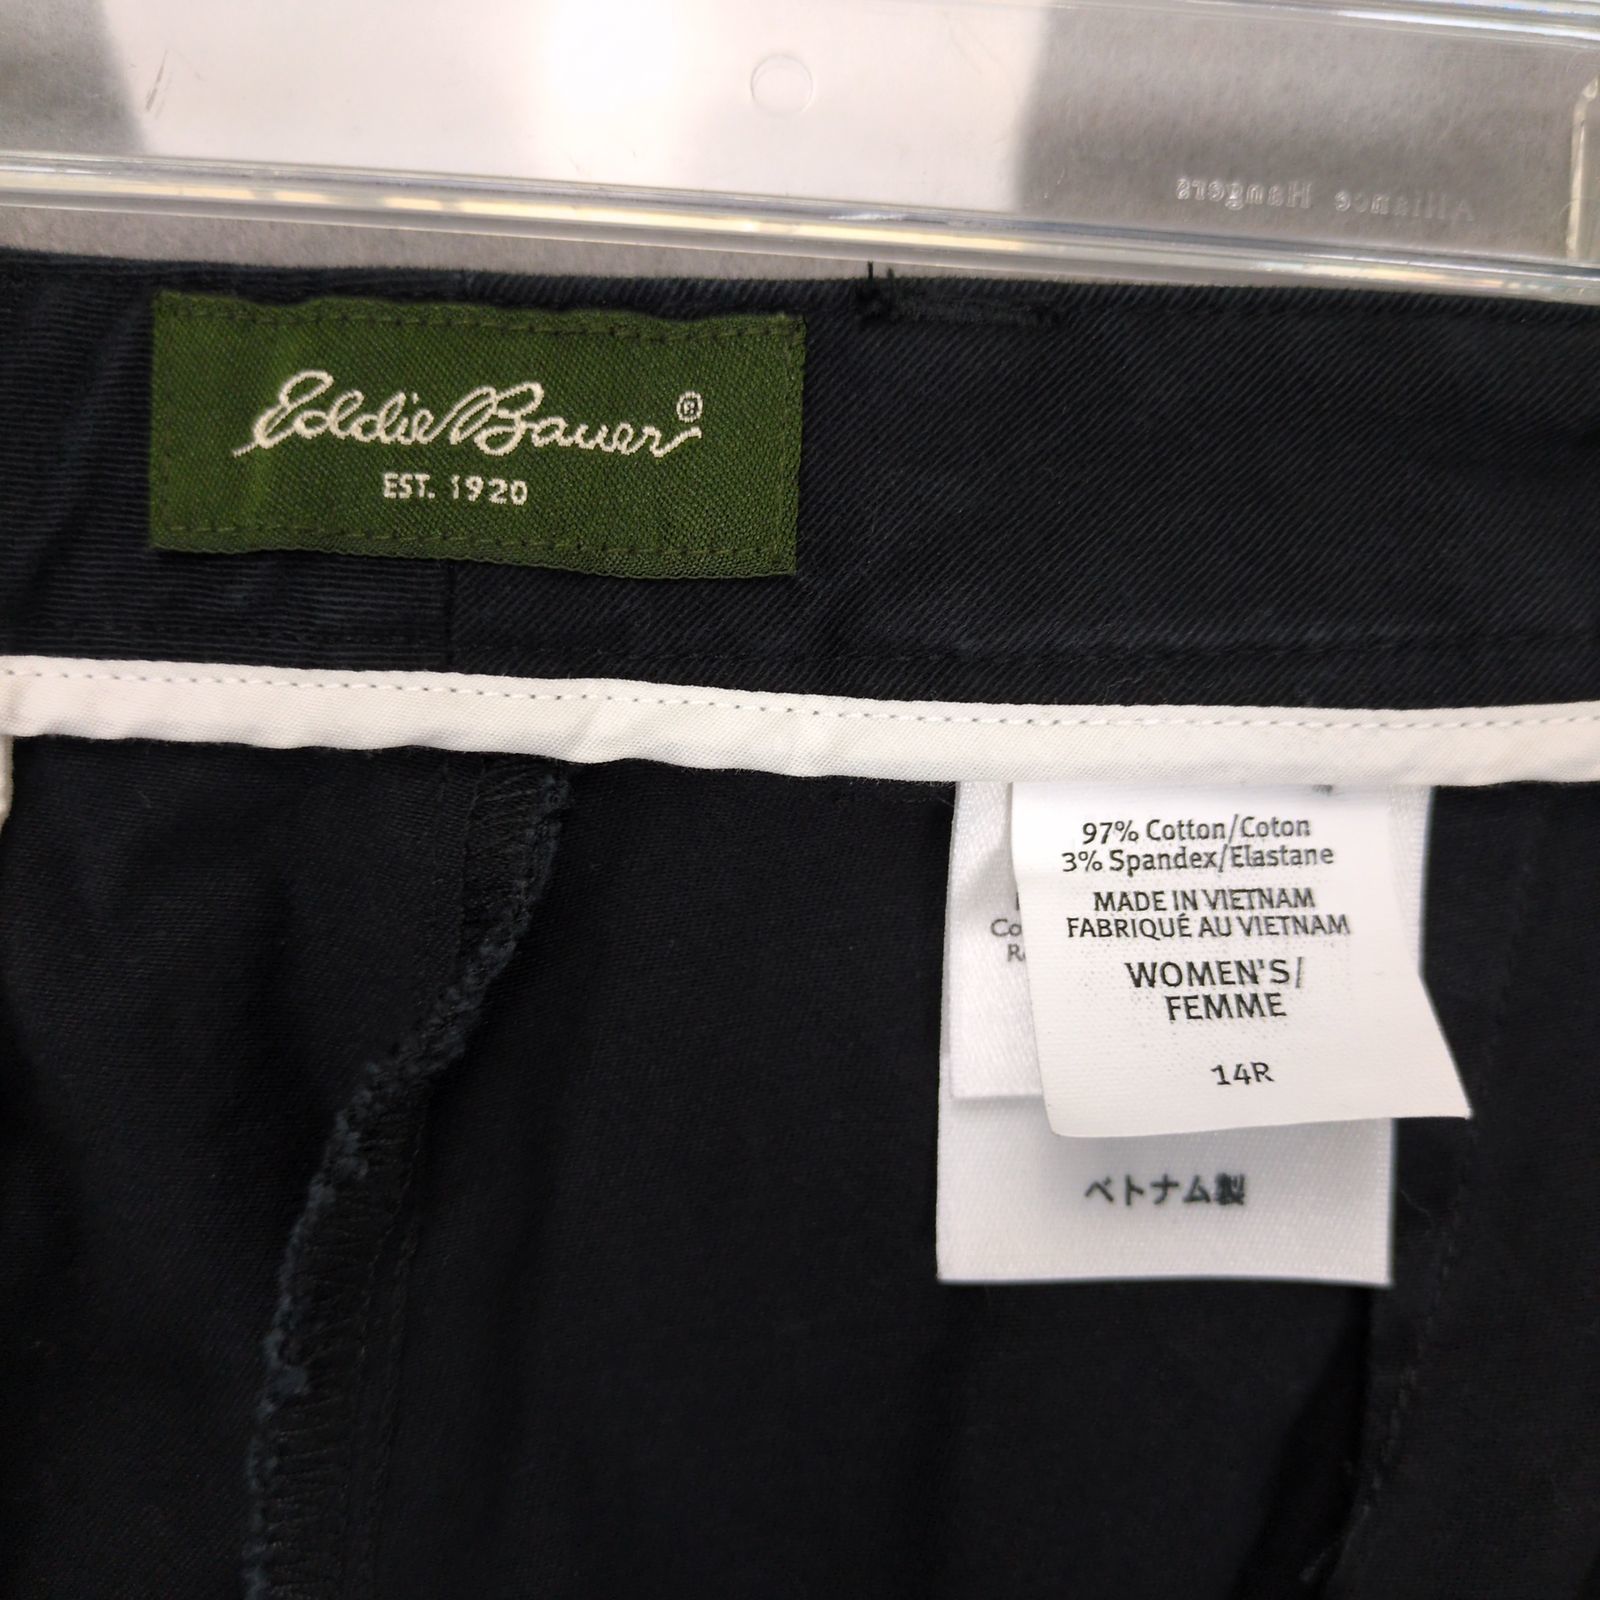 Alliance Hangers
Eddie Bauer®
EST. 1920
97% Cotton/Coton
3% Spandex/Elastane
MADE IN VIETNAM
FABRIQUÉ AU VIETNAM
WOMEN'S/
FEMME
14R
ベトナム製